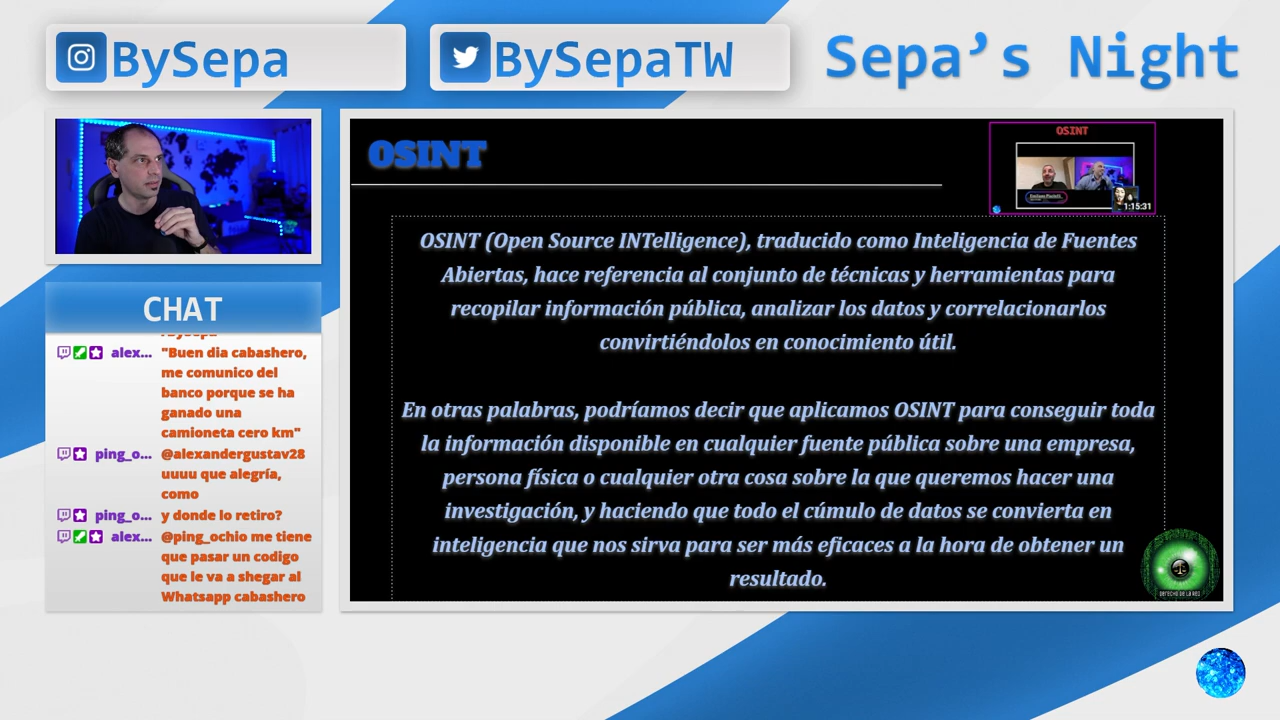 BySepa
BySepaTW
Sepa's Night
CHAT
alex... "Buen dia cabashero,
me comunico del
banco porque se ha
ganado una
camioneta cero km"
ping_o... @alexandergustav28
uuuu que alegría,
como
ping_o... y donde lo retiro?
alex... @ping_ochio me tiene
que pasar un codigo
que le va a shegar al
Whatsapp cabashero
OSINT
OSINT
1:15:31
OSINT (Open Source INTelligence), traducido como Inteligencia de Fuentes
Abiertas, hace referencia al conjunto de técnicas y herramientas para
recopilar información pública, analizar los datos y correlacionarlos
convirtiéndolos en conocimiento útil.
En otras palabras, podríamos decir que aplicamos OSINT para conseguir toda
la información disponible en cualquier fuente pública sobre una empresa,
persona física o cualquier otra cosa sobre la que queremos hacer una
investigación, y haciendo que todo el cúmulo de datos se convierta en
inteligencia que nos sirva para ser más eficaces a la hora de obtener un
resultado.
DERECHO DE LA RED